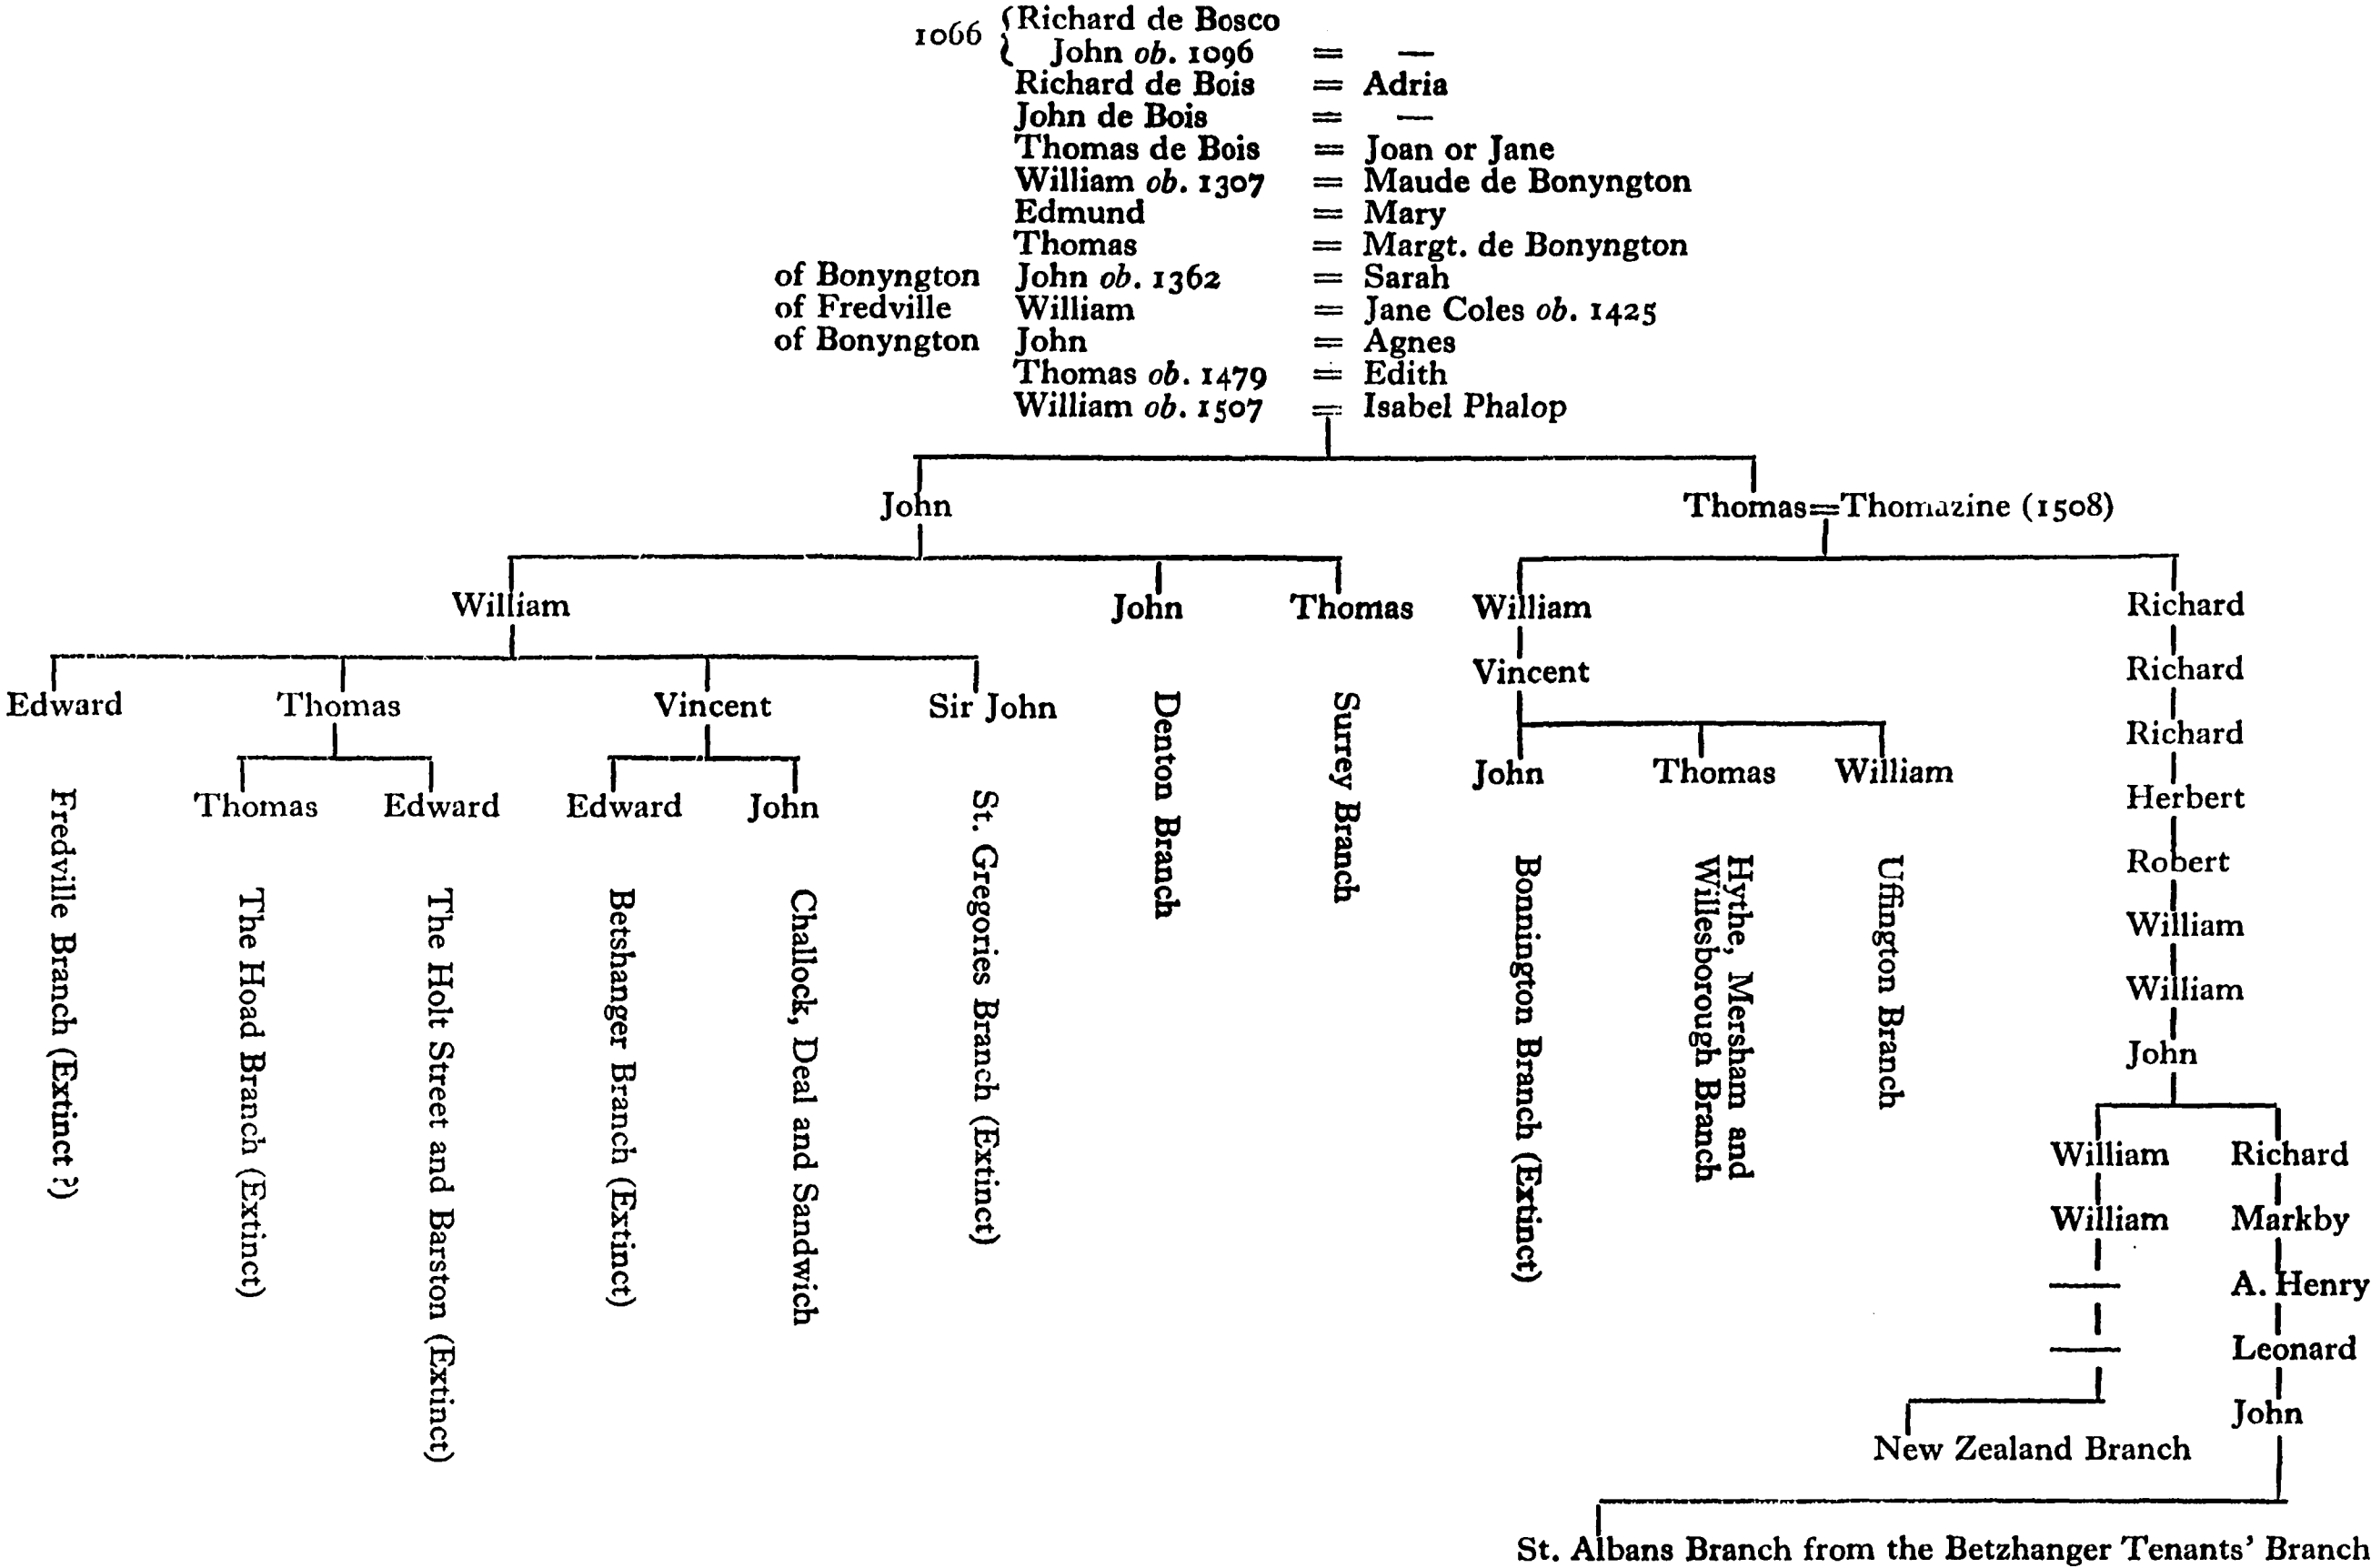 1066 { Richard de Bosco
John ob. 1096 = —
Richard de Bois = Adria
John de Bois = —
Thomas de Bois = Joan or Jane
William ob. 1307 = Maude de Bonyngton
Edmund = Mary
Thomas = Margt. de Bonyngton
of Bonyngton John ob. 1362 = Sarah
of Fredville William = Jane Coles ob. 1425
of Bonyngton John = Agnes
Thomas ob. 1479 = Edith
William ob. 1507 = Isabel Phalop
John Thomas=Thomazine (1508)
William John Thomas William Richard
Vincent Richard
Edward Thomas Vincent Sir John
Denton Branch
Surrey Branch
Richard
John Thomas William
Thomas Edward Edward John
Herbert
Fredville Branch (Extinct ?)
The Hoad Branch (Extinct)
The Holt Street and Barston (Extinct)
Betshanger Branch (Extinct)
Challock, Deal and Sandwich
St. Gregories Branch (Extinct)
Bonnington Branch (Extinct)
Hythe, Mersham and
Willesborough Branch
Uffington Branch
Robert
William
William
John
William Richard
William Markby
— A. Henry
— Leonard
John
New Zealand Branch
St. Albans Branch from the Betzhanger Tenants' Branch